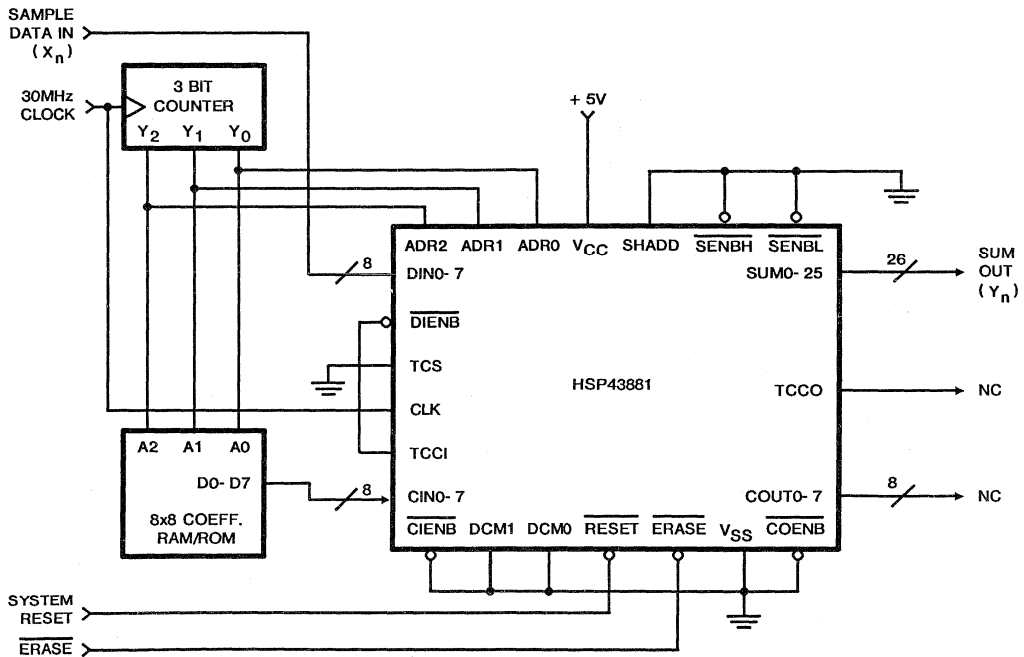 SAMPLE
DATA IN
(Xn)
3 BIT
COUNTER
30MHz
CLOCK
Y2 Y1 Y0
+ 5V
ADR2 ADR1 ADR0 VCC SHADD SENBH SENBL
DIN0- 7
8
SUM0- 25
26
SUM
OUT
(Yn)
DIENB
TCS
HSP43881
TCCO
NC
CLK
A2 A1 A0
TCCI
D0- D7
8
CIN0- 7
COUT0- 7
8
NC
8x8 COEFF.
RAM/ROM
CIENB DCM1 DCM0 RESET ERASE VSS COENB
SYSTEM
RESET
ERASE